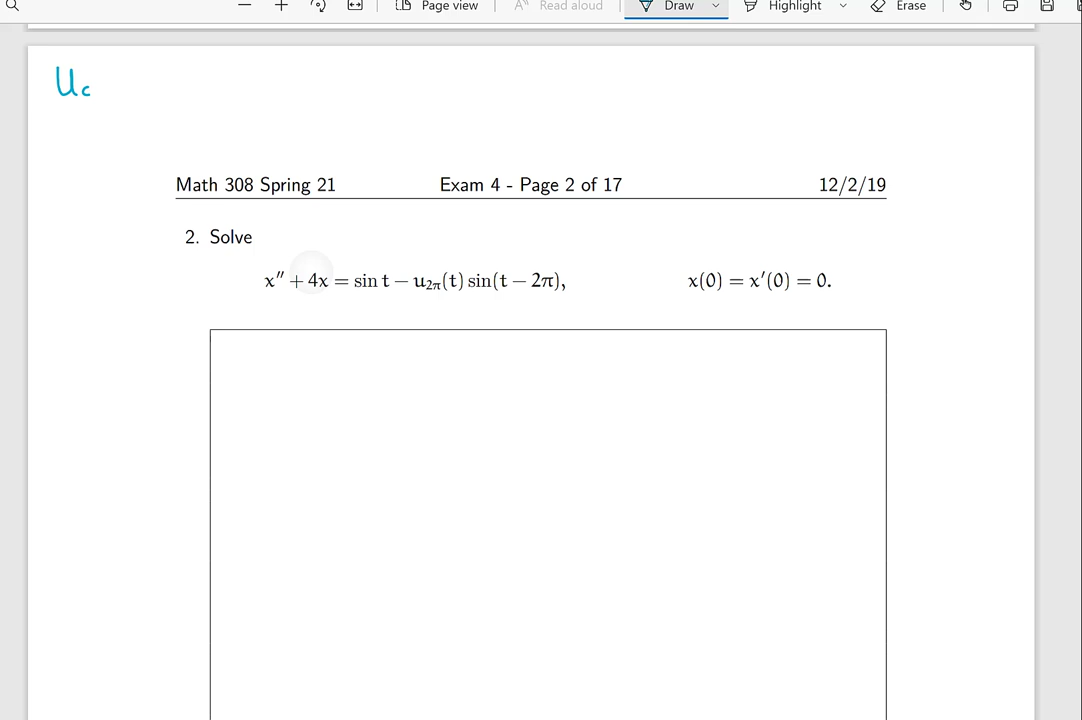 Page view Read aloud Draw Highlight Erase
Uc
Math 308 Spring 21 Exam 4 - Page 2 of 17 12/2/19
2. Solve
x″ + 4x = sin t − u₂π(t) sin(t − 2π), x(0) = x′(0) = 0.